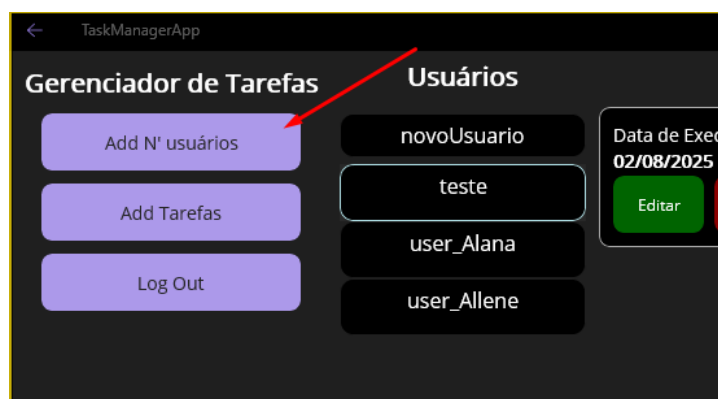 TaskManagerApp
Gerenciador de Tarefas
Add N' usuários
Add Tarefas
Log Out
Usuários
novoUsuario
teste
user_Alana
user_Allene
Data de Exec
02/08/2025
Editar